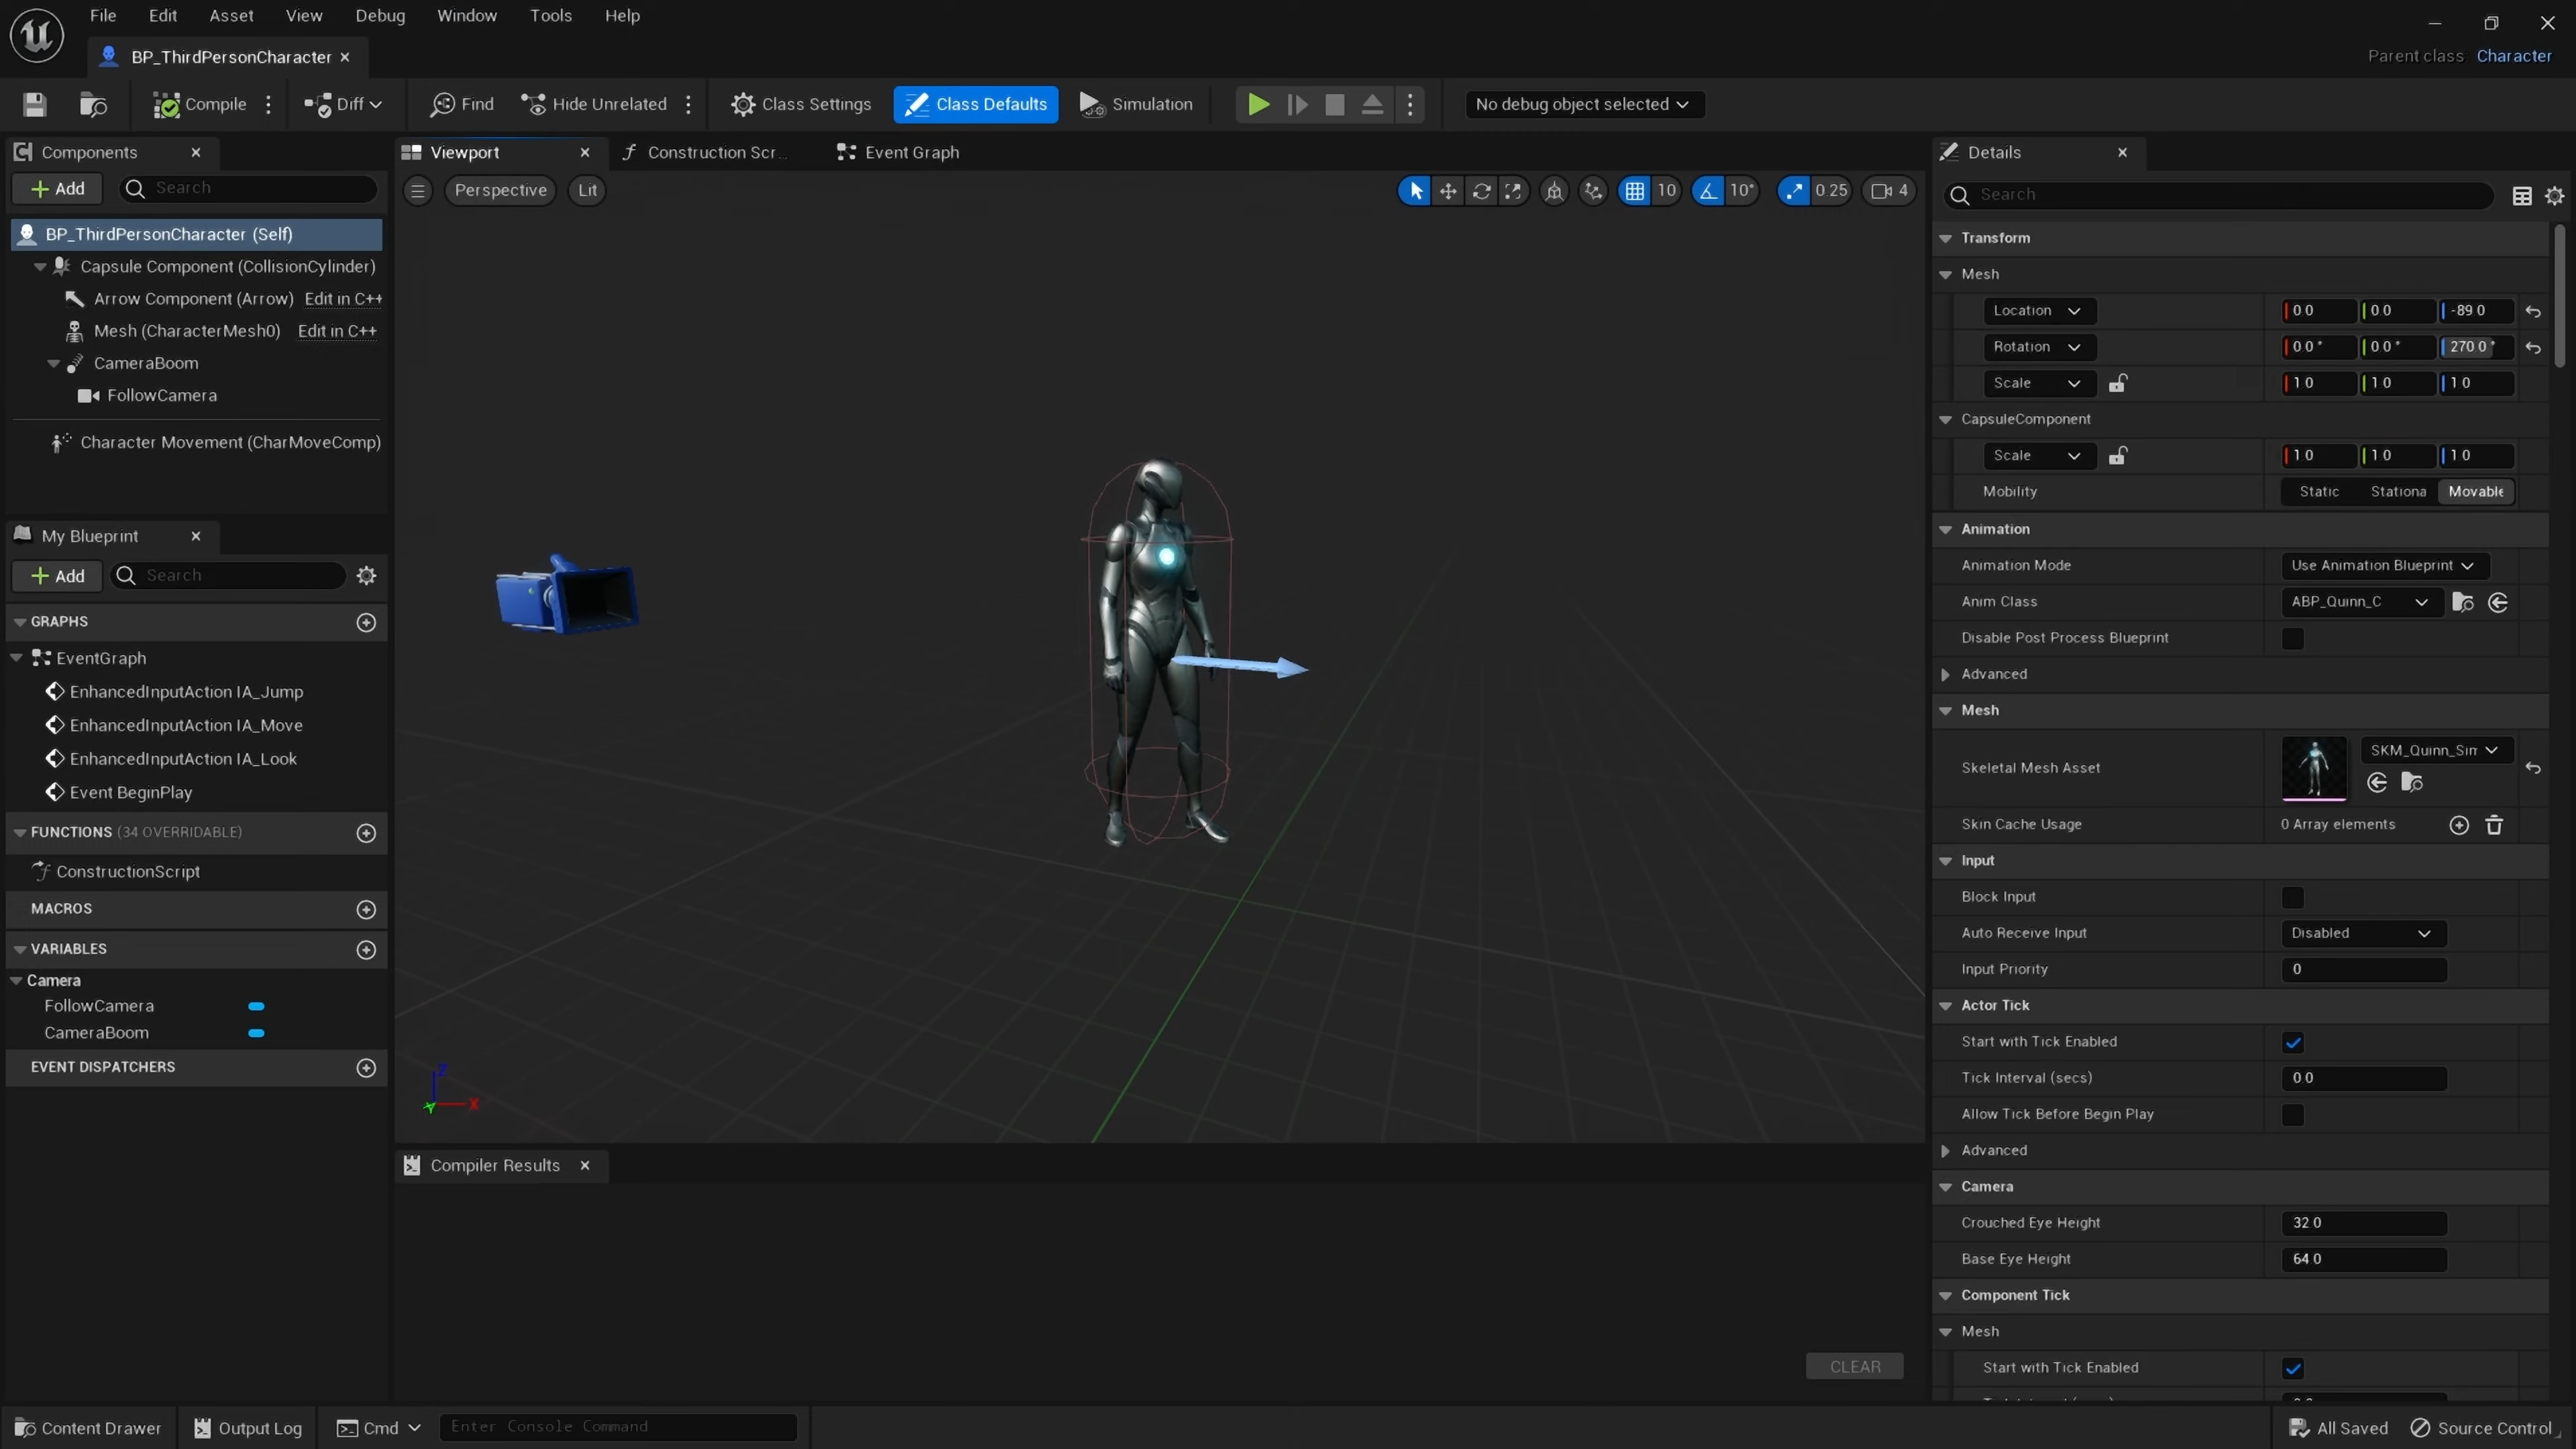 File Edit Asset View Debug Window Tools Help
BP_ThirdPersonCharacter
Parent class Character
Compile Diff Find Hide Unrelated Class Settings Class Defaults Simulation No debug object selected
Components
Add Search
BP_ThirdPersonCharacter (Self)
Capsule Component (CollisionCylinder)
Arrow Component (Arrow) Edit in C++
Mesh (CharacterMesh0) Edit in C++
CameraBoom
FollowCamera
Character Movement (CharMoveComp)
My Blueprint
Add Search
GRAPHS
EventGraph
EnhancedInputAction IA_Jump
EnhancedInputAction IA_Move
EnhancedInputAction IA_Look
Event BeginPlay
FUNCTIONS (34 OVERRIDABLE)
ConstructionScript
MACROS
VARIABLES
Camera
FollowCamera
CameraBoom
EVENT DISPATCHERS
Viewport Construction Scr... Event Graph
Perspective Lit 10 10° 0.25 4
Z
Y X
Compiler Results
CLEAR
Details
Search
Transform
Mesh
Location 0.0 0.0 -89.0
Rotation 0.0° 0.0° 270.0°
Scale 1.0 1.0 1.0
CapsuleComponent
Scale 1.0 1.0 1.0
Mobility Static Stationa Movable
Animation
Animation Mode Use Animation Blueprint
Anim Class ABP_Quinn_C
Disable Post Process Blueprint
Advanced
Mesh
Skeletal Mesh Asset SKM_Quinn_Sim
Skin Cache Usage 0 Array elements
Input
Block Input
Auto Receive Input Disabled
Input Priority 0
Actor Tick
Start with Tick Enabled
Tick Interval (secs) 0.0
Allow Tick Before Begin Play
Advanced
Camera
Crouched Eye Height 32.0
Base Eye Height 64.0
Component Tick
Mesh
Start with Tick Enabled
Content Drawer Output Log Cmd Enter Console Command All Saved Source Control